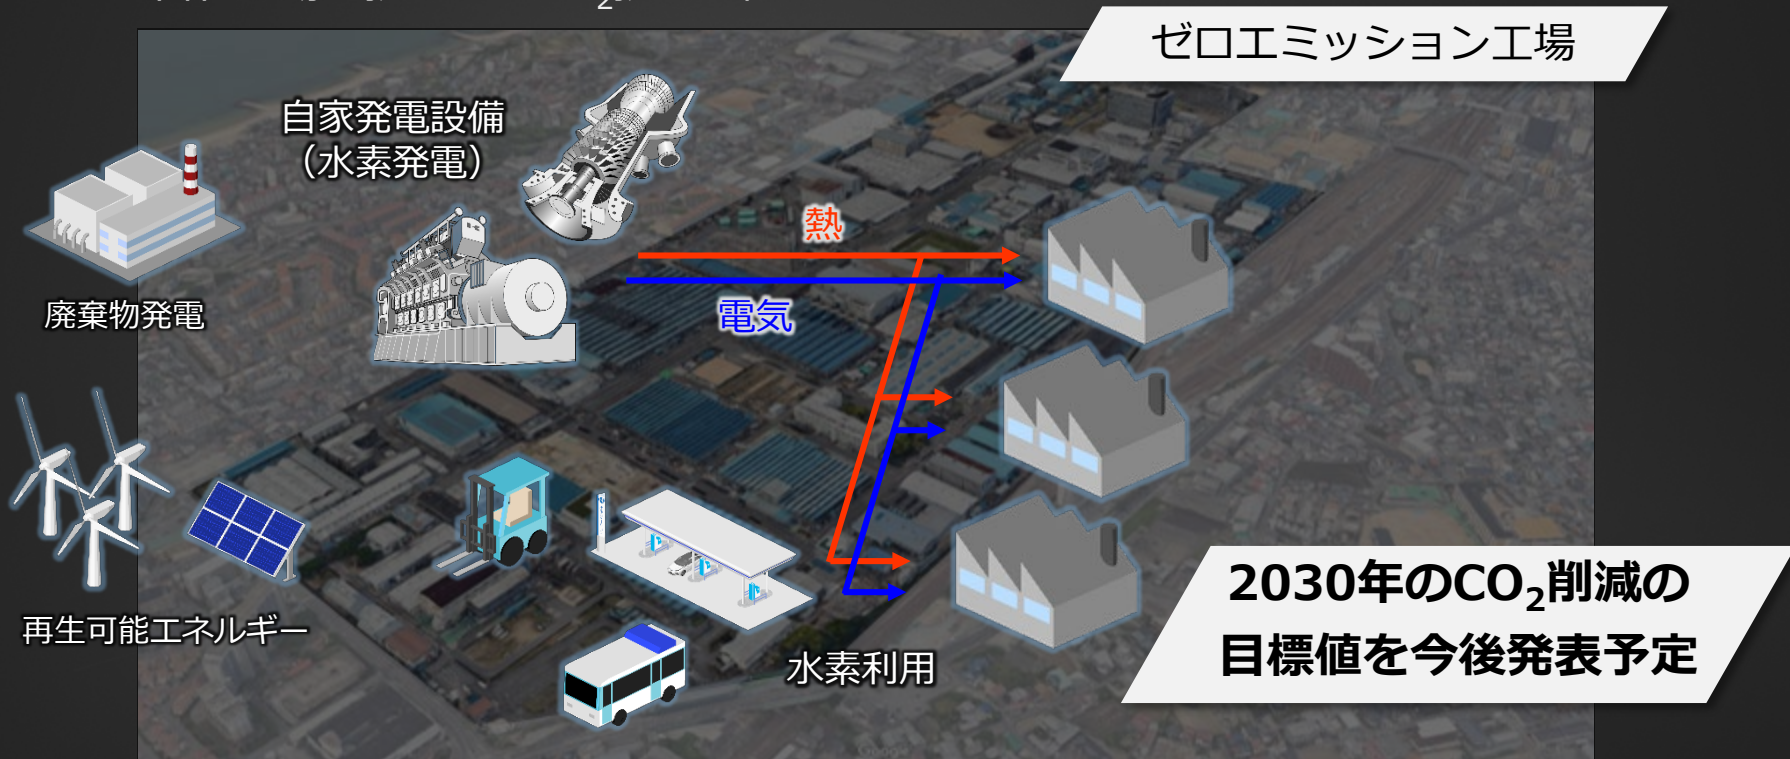 ゼロエミッション工場
自家発電設備
（水素発電）
熱
電気
廃棄物発電
再生可能エネルギー
水素利用
2030年のCO₂削減の
目標値を今後発表予定